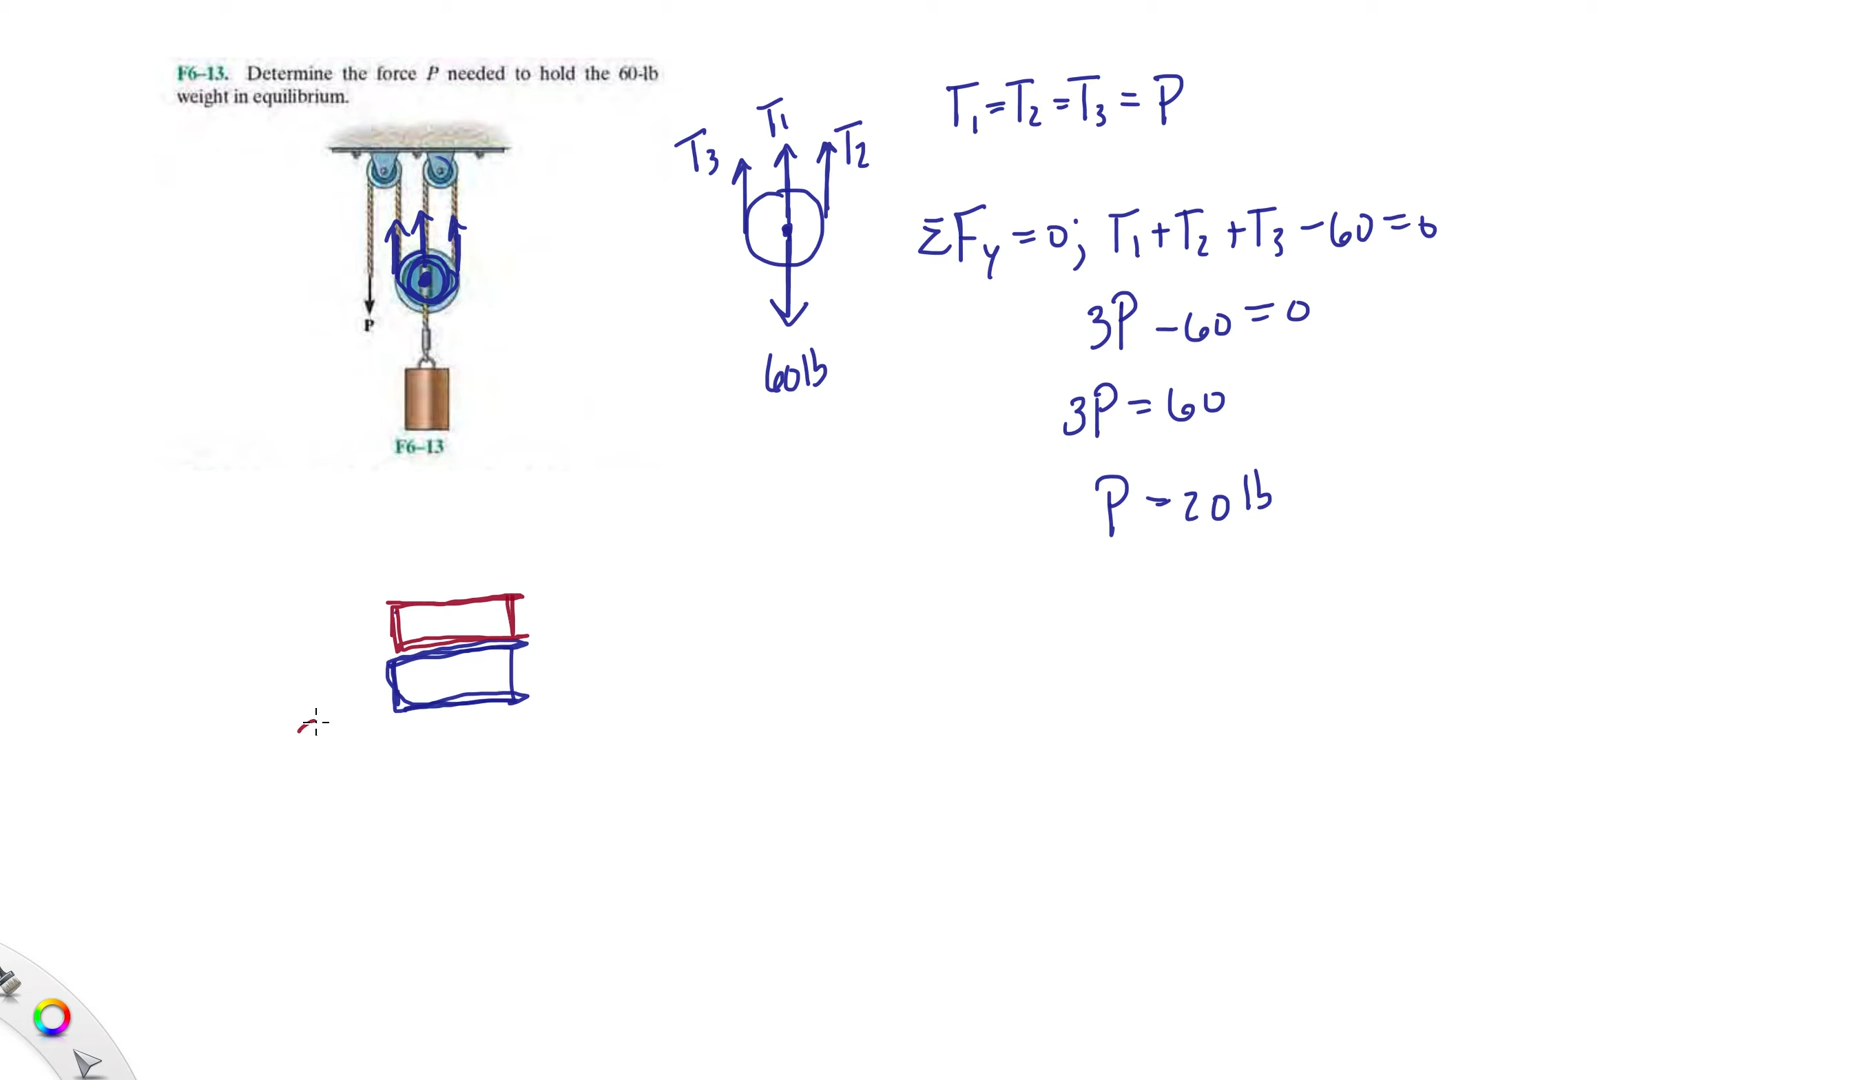 F6–13. Determine the force P needed to hold the 60-lb
weight in equilibrium.
P
F6–13
T₃
T₁
T₂
60lb
T₁=T₂=T₃=P
ΣF_y=0; T₁+T₂+T₃-60=0
3P-60=0
3P=60
P-20lb